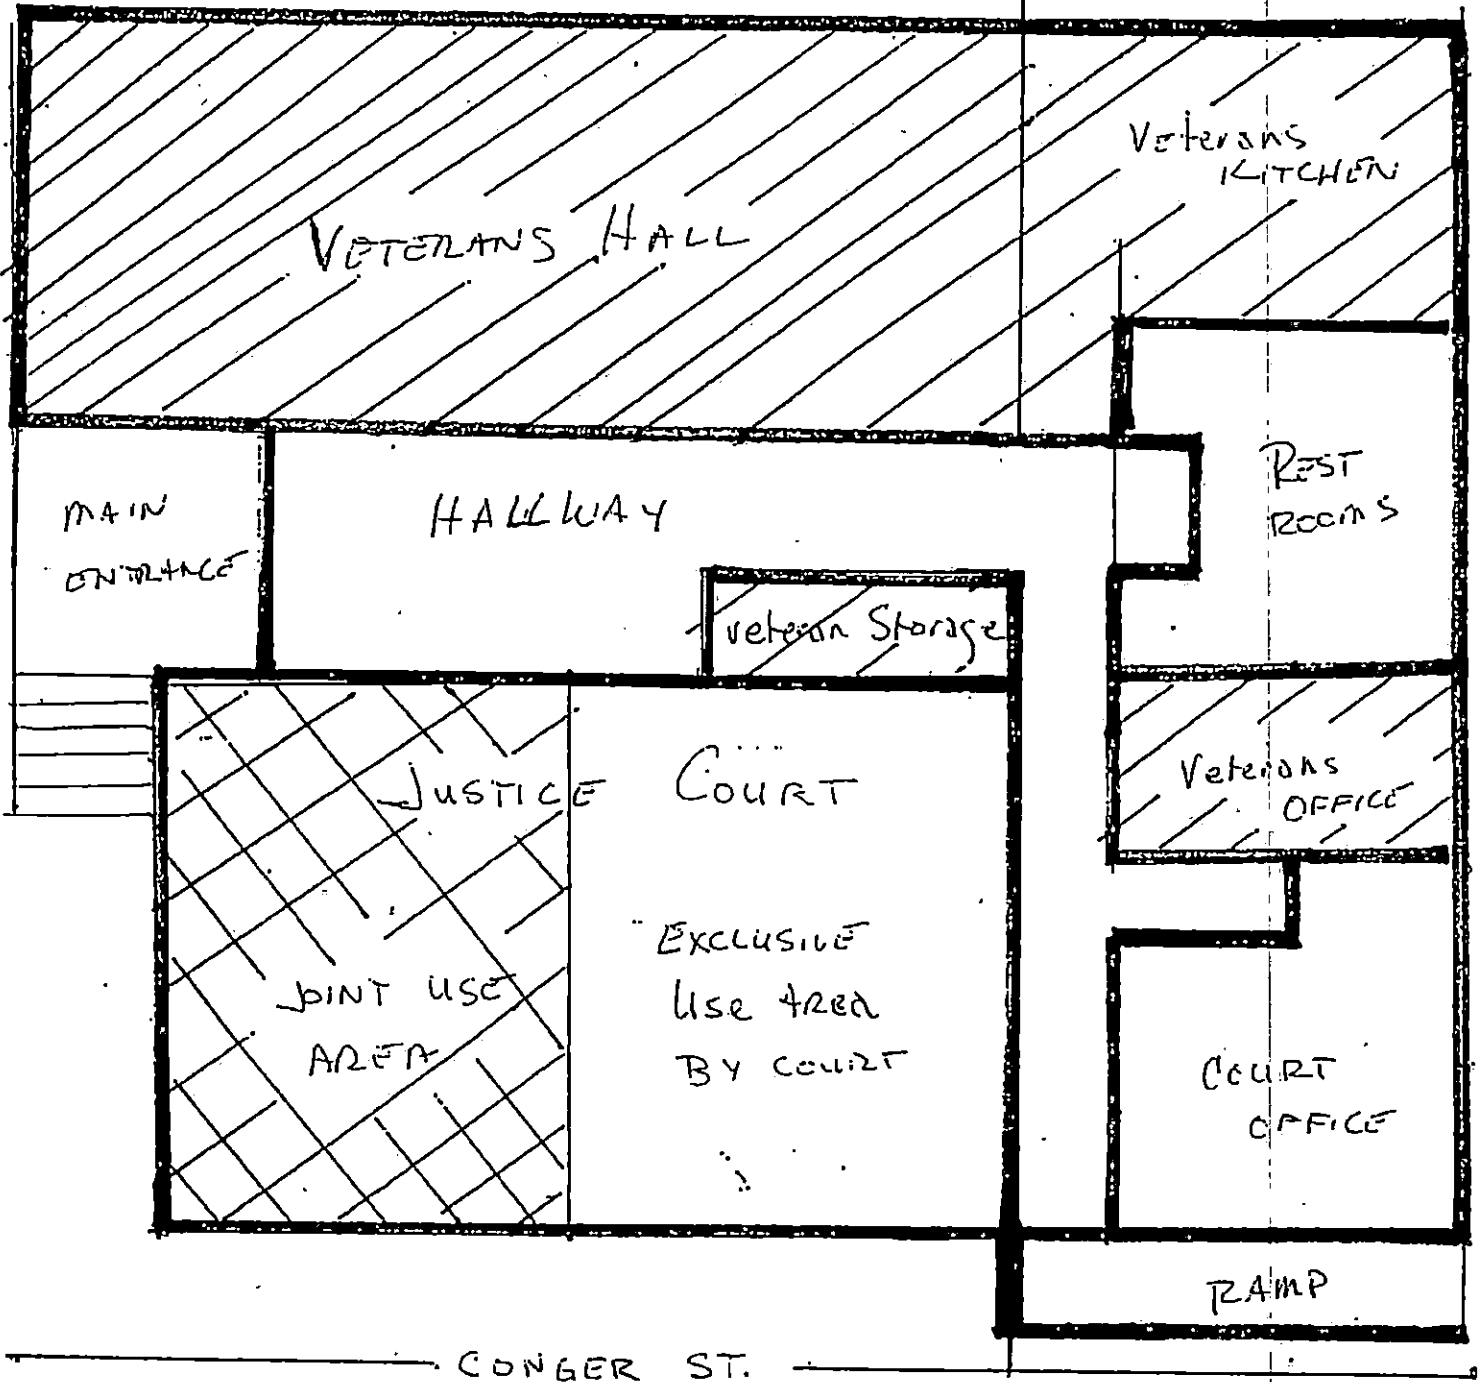 Veterans
KITCHEN
VETERANS HALL
REST
ROOMS
MAIN
ENTRANCE
HALLWAY
veteran Storage
JUSTICE COURT
Veterans
OFFICE
EXCLUSIVE
Use AREA
BY COURT
JOINT USE
AREA
COURT
OFFICE
RAMP
CONGER ST.